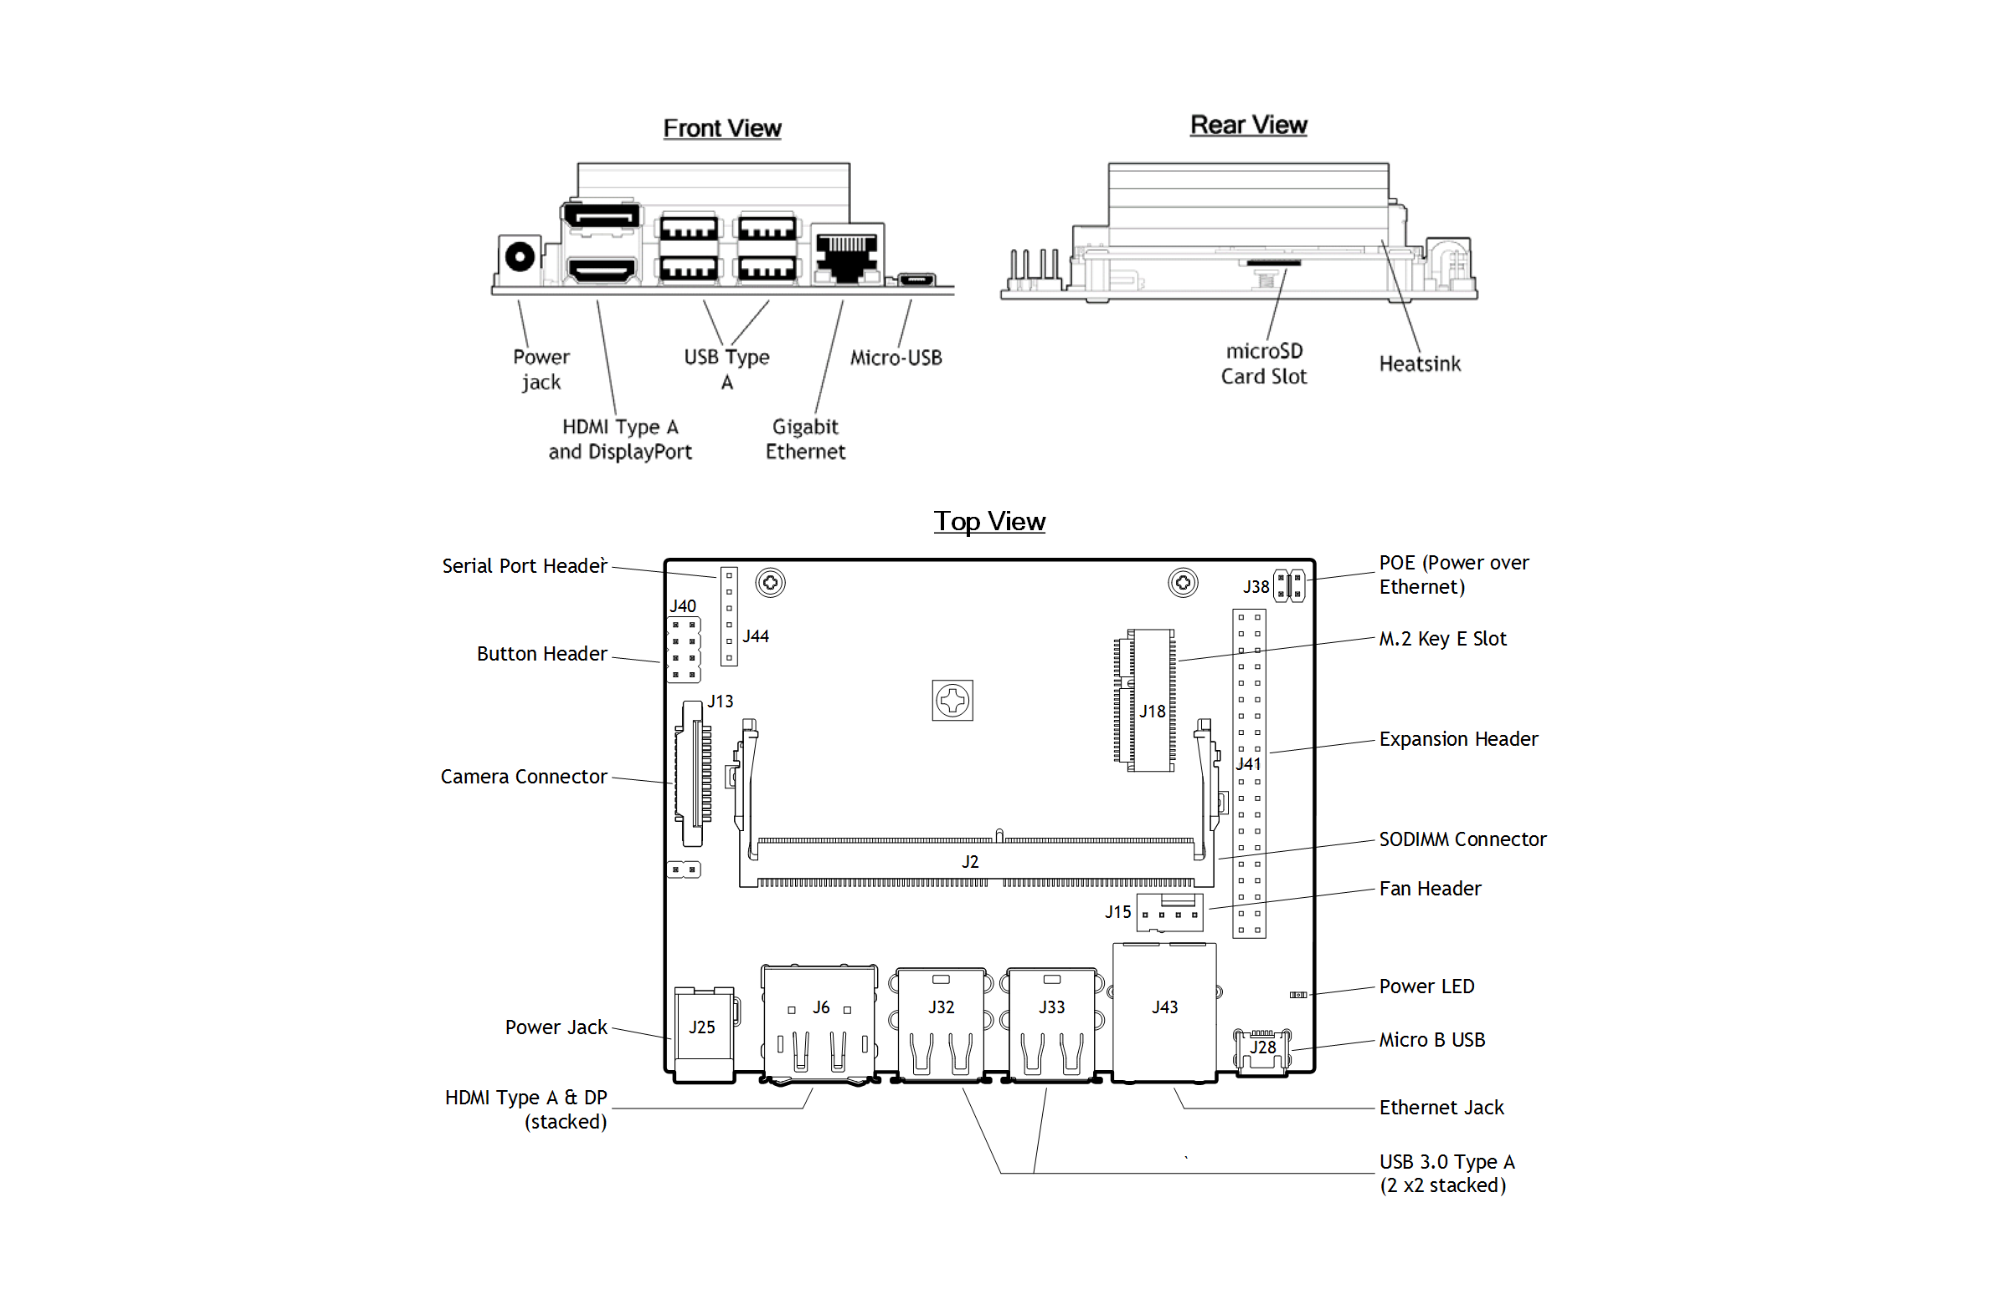 Front View
Rear View
Power
jack
USB Type
A
Micro-USB
HDMI Type A
and DisplayPort
Gigabit
Ethernet
microSD
Card Slot
Heatsink
Top View
Serial Port Header
J40
J44
Button Header
J13
Camera Connector
J38
POE (Power over
Ethernet)
M.2 Key E Slot
J18
Expansion Header
J41
SODIMM Connector
J2
Fan Header
J15
Power LED
J25
Power Jack
J6
J32
J33
J43
J28
Micro B USB
HDMI Type A & DP
(stacked)
Ethernet Jack
USB 3.0 Type A
(2 x2 stacked)